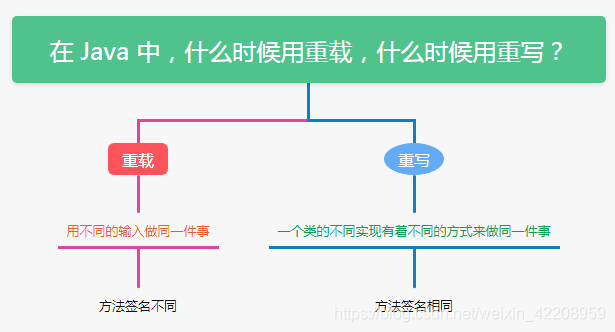 在 Java 中，什么时候用重载，什么时候用重写？
重载
重写
用不同的输入做同一件事
一个类的不同实现有着不同的方式来做同一件事
方法签名不同
方法签名相同
https://blog.csdn.net/weixin_42208959